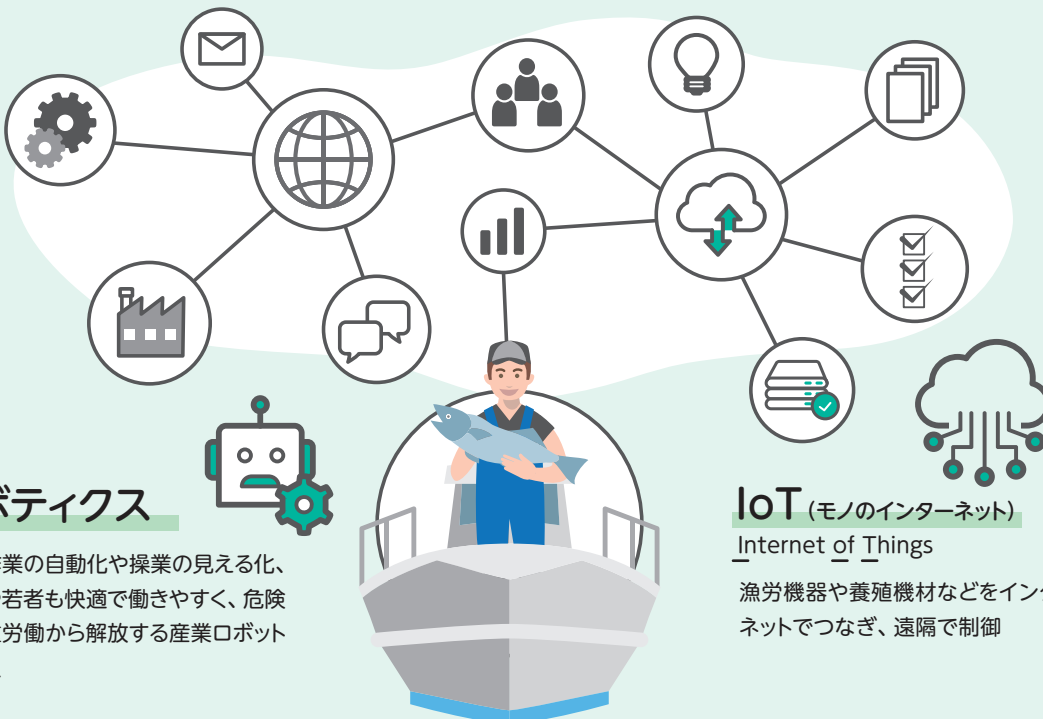 ボティクス
業の自動化や操業の見える化、
若者も快適で働きやすく、危険
労働から解放する産業ロボット
IoT(モノのインターネット)
Internet of Things
漁労機器や養殖機材などをインタ
ネットでつなぎ、遠隔で制御